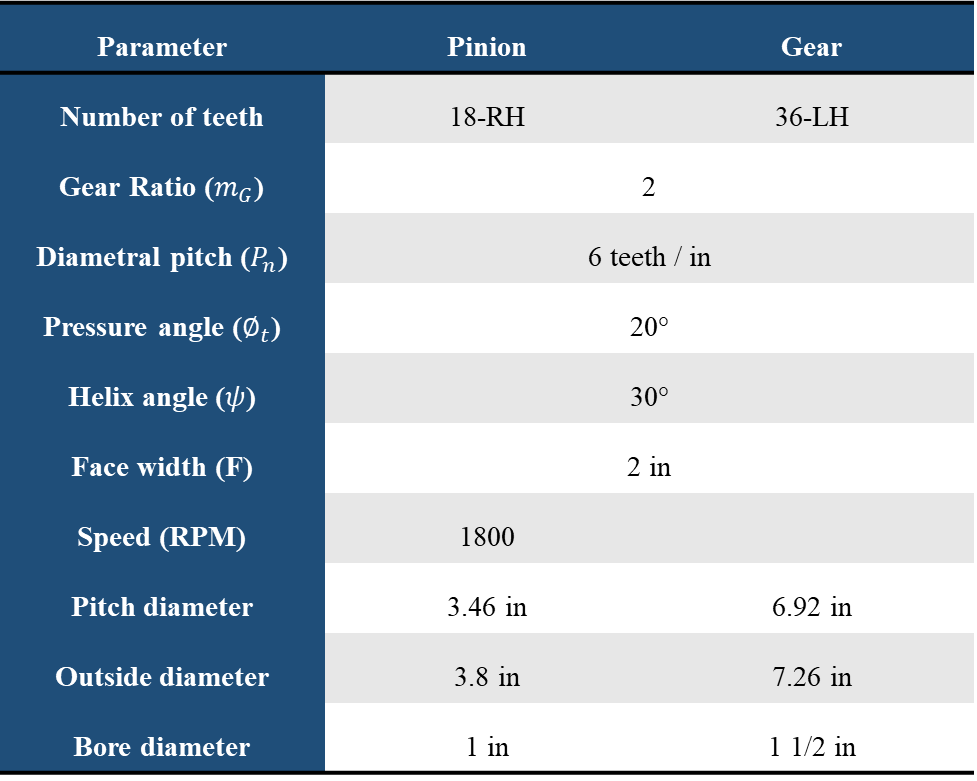 Parameter Pinion Gear
Number of teeth 18-RH 36-LH
Gear Ratio (m_G) 2
Diametral pitch (P_n) 6 teeth / in
Pressure angle (Ø_t) 20°
Helix angle (ψ) 30°
Face width (F) 2 in
Speed (RPM) 1800
Pitch diameter 3.46 in 6.92 in
Outside diameter 3.8 in 7.26 in
Bore diameter 1 in 1 1/2 in